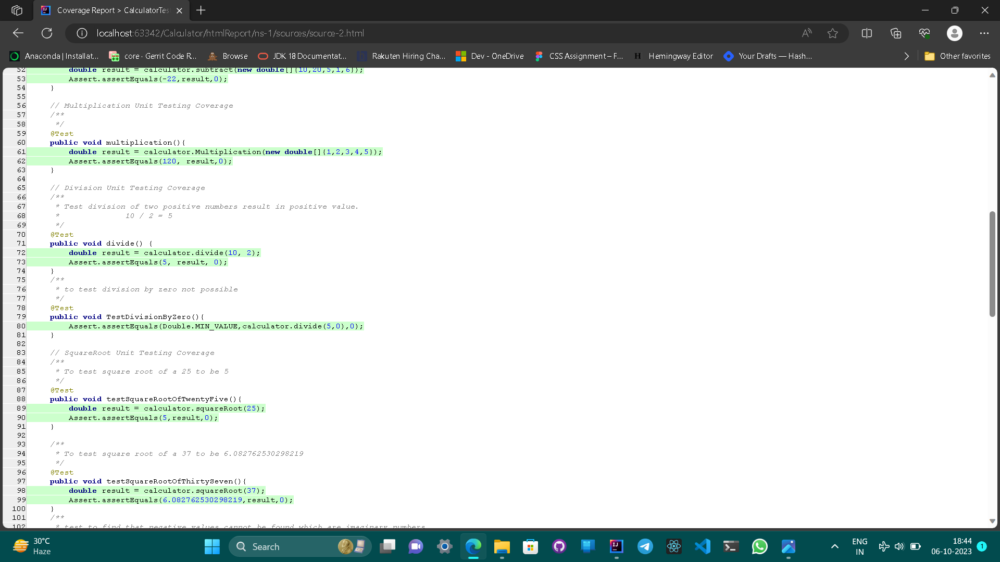 Coverage Report > CalculatorTes
localhost:63342/Calculator/htmlReport/ns-1/sources/source-2.html
Anaconda | Installat... core · Gerrit Code R... Browse JDK 18 Documentat... Rakuten Hiring Cha... Dev - OneDrive CSS Assignment – F... H Hemingway Editor Your Drafts — Hash... Other favorites
52 double result = calculator.subtract(new double[]{10,20,5,1,6});
53 Assert.assertEquals(-22,result,0);
54 }
55
56 // Multiplication Unit Testing Coverage
57 /**
58 */
59 @Test
60 public void multiplication(){
61 double result = calculator.Multiplication(new double[]{1,2,3,4,5});
62 Assert.assertEquals(120, result,0);
63 }
64
65 // Division Unit Testing Coverage
66 /**
67 * Test division of two positive numbers result in positive value.
68 * 10 / 2 = 5
69 */
70 @Test
71 public void divide() {
72 double result = calculator.divide(10, 2);
73 Assert.assertEquals(5, result, 0);
74 }
75 /**
76 * to test division by zero not possible
77 */
78 @Test
79 public void TestDivisionByZero(){
80 Assert.assertEquals(Double.MIN_VALUE,calculator.divide(5,0),0);
81 }
82
83 // SquareRoot Unit Testing Coverage
84 /**
85 * To test square root of a 25 to be 5
86 */
87 @Test
88 public void testSquareRootOfTwentyFive(){
89 double result = calculator.squareRoot(25);
90 Assert.assertEquals(5,result,0);
91 }
92
93 /**
94 * To test square root of a 37 to be 6.082762530298219
95 */
96 @Test
97 public void testSquareRootOfThirtySeven(){
98 double result = calculator.squareRoot(37);
99 Assert.assertEquals(6.082762530298219,result,0);
100 }
101 /**
102 * test to find that negative values cannot be found which are imaginary numbers
30°C
Haze
Search
ENG
IN
18:44
06-10-2023
1